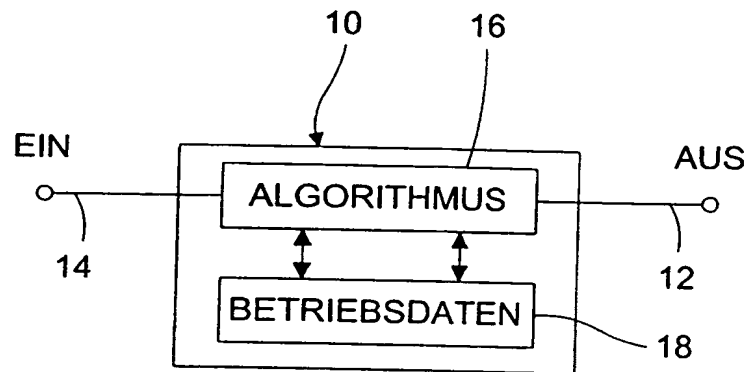 10
16
EIN
AUS
ALGORITHMUS
14
12
BETRIEBSDATEN
18